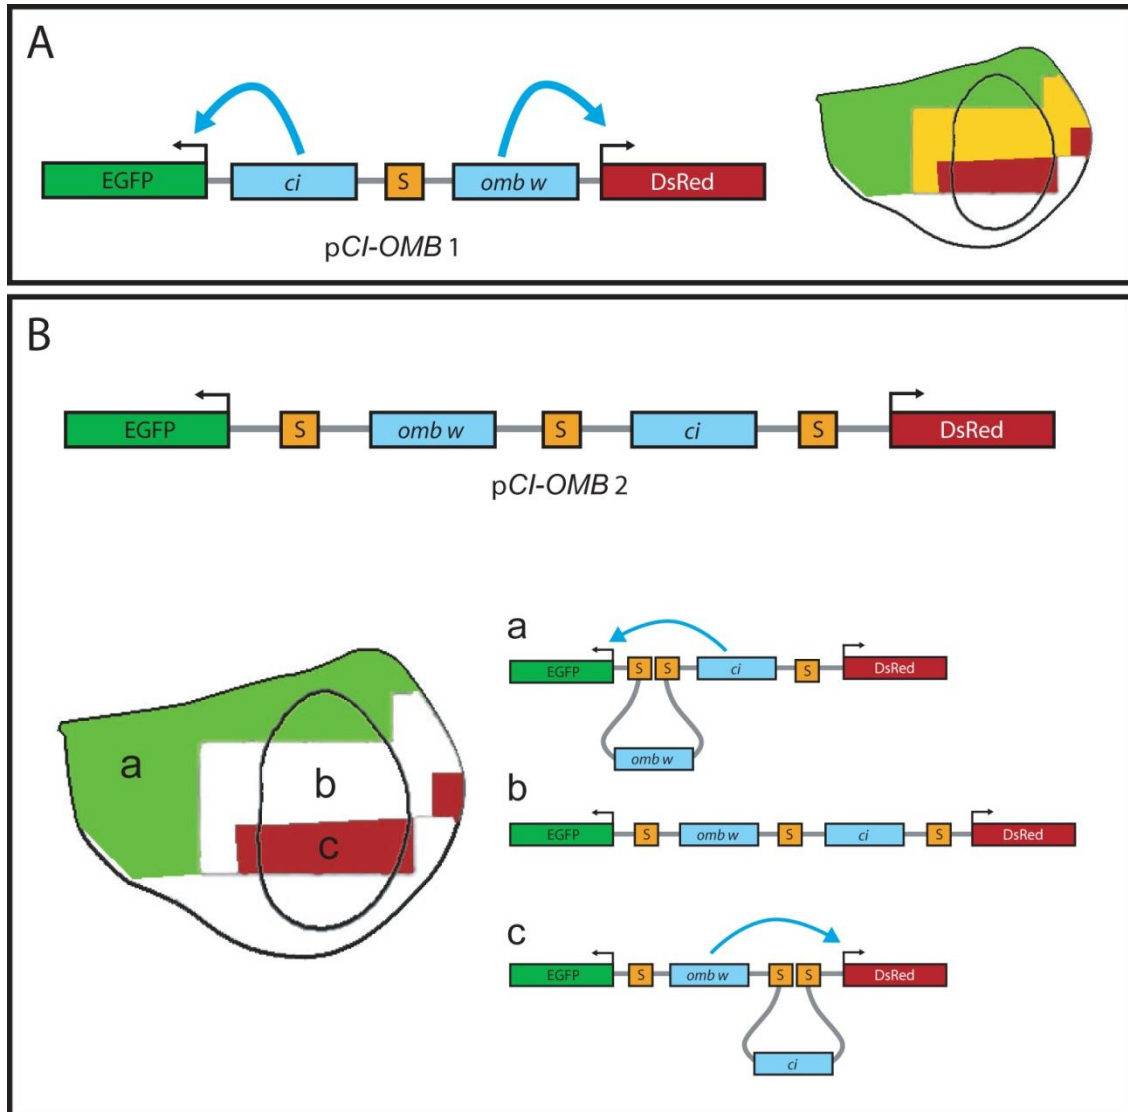 A
EGFP ci S omb w DsRed
pCI-OMB 1
B
EGFP S omb w S ci S DsRed
pCI-OMB 2
a
b
c
a
EGFP S S ci S DsRed
omb w
b
EGFP S omb w S ci S DsRed
c
EGFP S omb w S S DsRed
ci